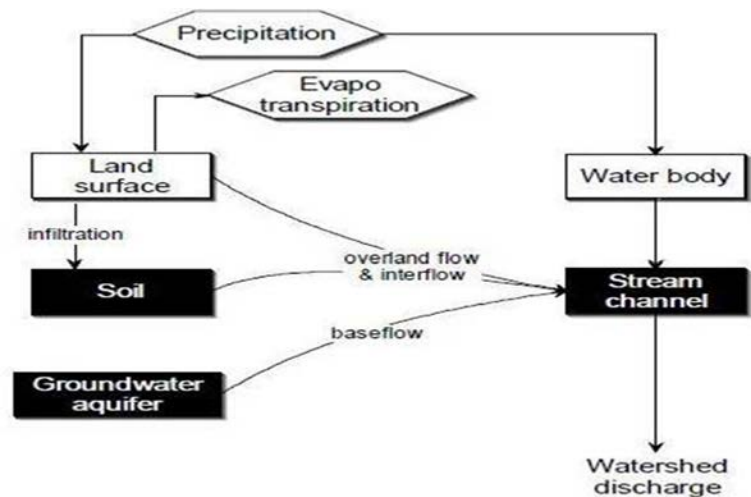 Precipitation
Evapo
transpiration
Land
surface
Water body
infiltration
overland flow
& interflow
Soil
Stream
channel
baseflow
Groundwater
aquifer
Watershed
discharge